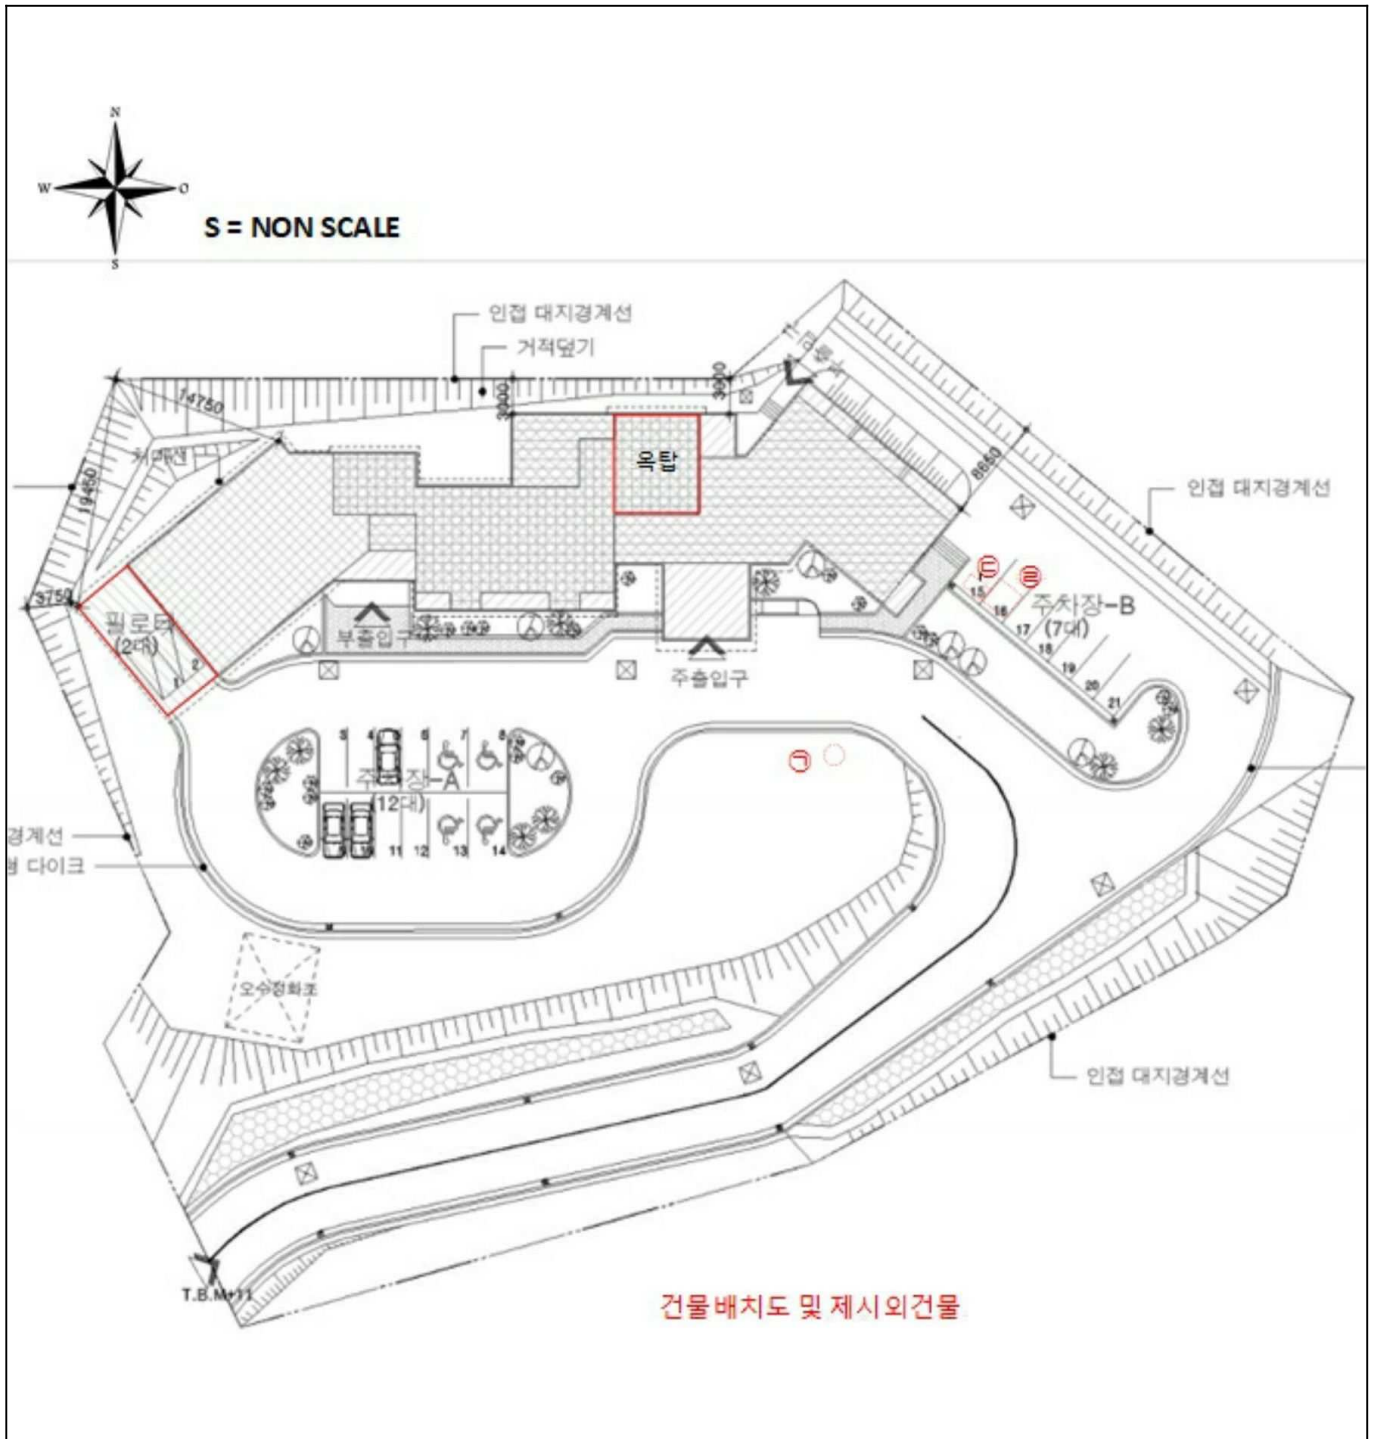 N
W O
S
S = NON SCALE
인접 대지경계선
거적덮기
14750
3000
3000
옥탑
19450
8650
인접 대지경계선
3750
필로티
(2대)
1
2
부출입구
주출입구
ㄷ
ㄹ
주차장-B
(7대)
15
16
17
18
19
20
21
3 4 6 7 8
장-A
(12대)
11 12 13 14
ㄱ
경계선
형 다이크
오수정화조
인접 대지경계선
T.B.M+11
건물배치도 및 제시외건물